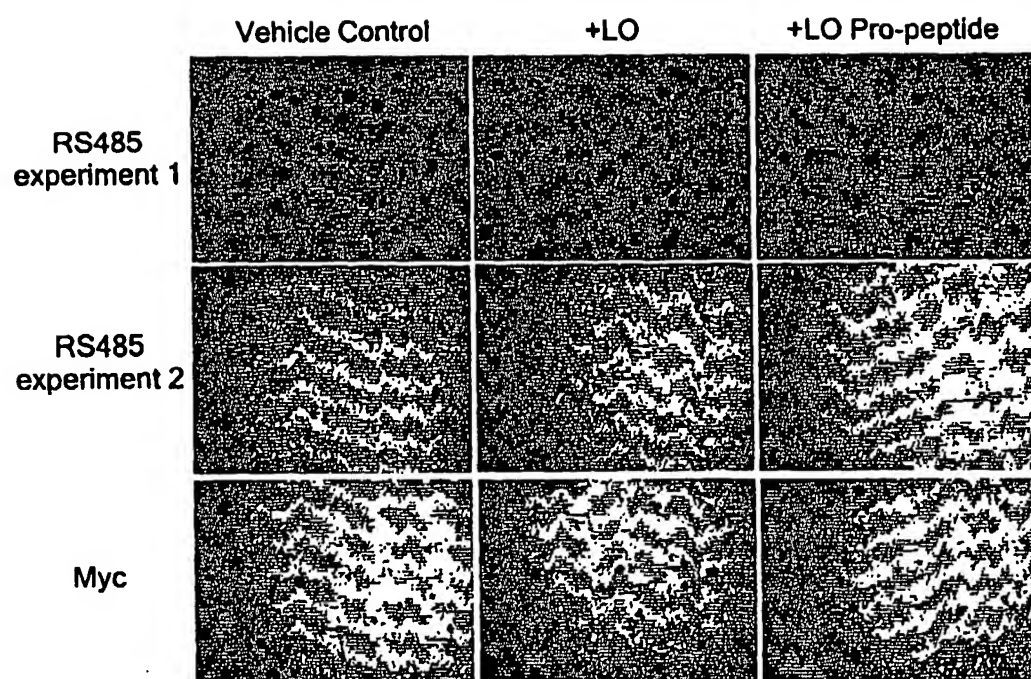 Vehicle Control +LO +LO Pro-peptide
RS485
experiment 1
RS485
experiment 2
Myc